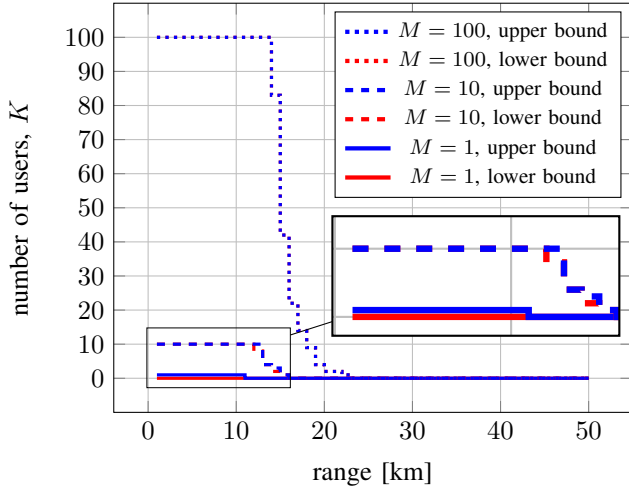 100
90
80
70
60
50
40
30
20
10
0
0 10 20 30 40 50
number of users, K
range [km]
M = 100, upper bound
M = 100, lower bound
M = 10, upper bound
M = 10, lower bound
M = 1, upper bound
M = 1, lower bound